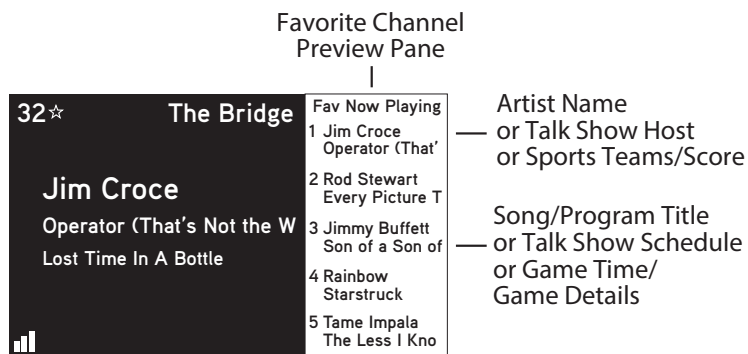 Favorite Channel
Preview Pane
32☆ The Bridge
Jim Croce
Operator (That's Not the W
Lost Time In A Bottle
Fav Now Playing
1 Jim Croce
Operator (That'
2 Rod Stewart
Every Picture T
3 Jimmy Buffett
Son of a Son of
4 Rainbow
Starstruck
5 Tame Impala
The Less I Kno
Artist Name
or Talk Show Host
or Sports Teams/Score
Song/Program Title
or Talk Show Schedule
or Game Time/
Game Details